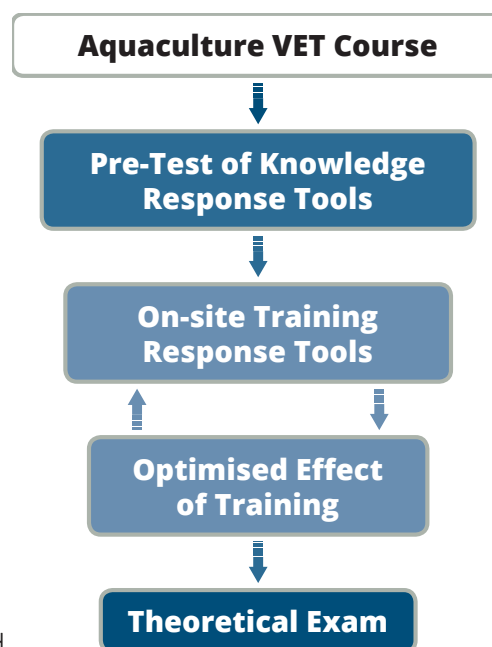 Aquaculture VET Course
Pre-Test of Knowledge
Response Tools
On-site Training
Response Tools
Optimised Effect
of Training
Theoretical Exam